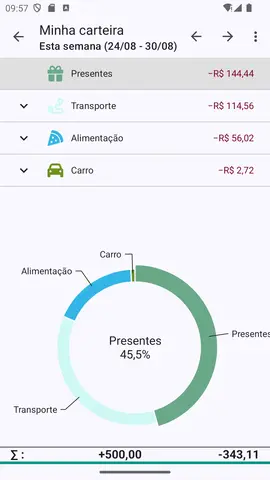 09:57
Minha carteira
Esta semana (24/08 - 30/08)
Presentes
−R$ 144,44
Transporte
−R$ 114,56
Alimentação
−R$ 56,02
Carro
−R$ 2,72
Carro
Alimentação
Presentes
Presentes
45,5%
Transporte
∑ :
+500,00
-343,11